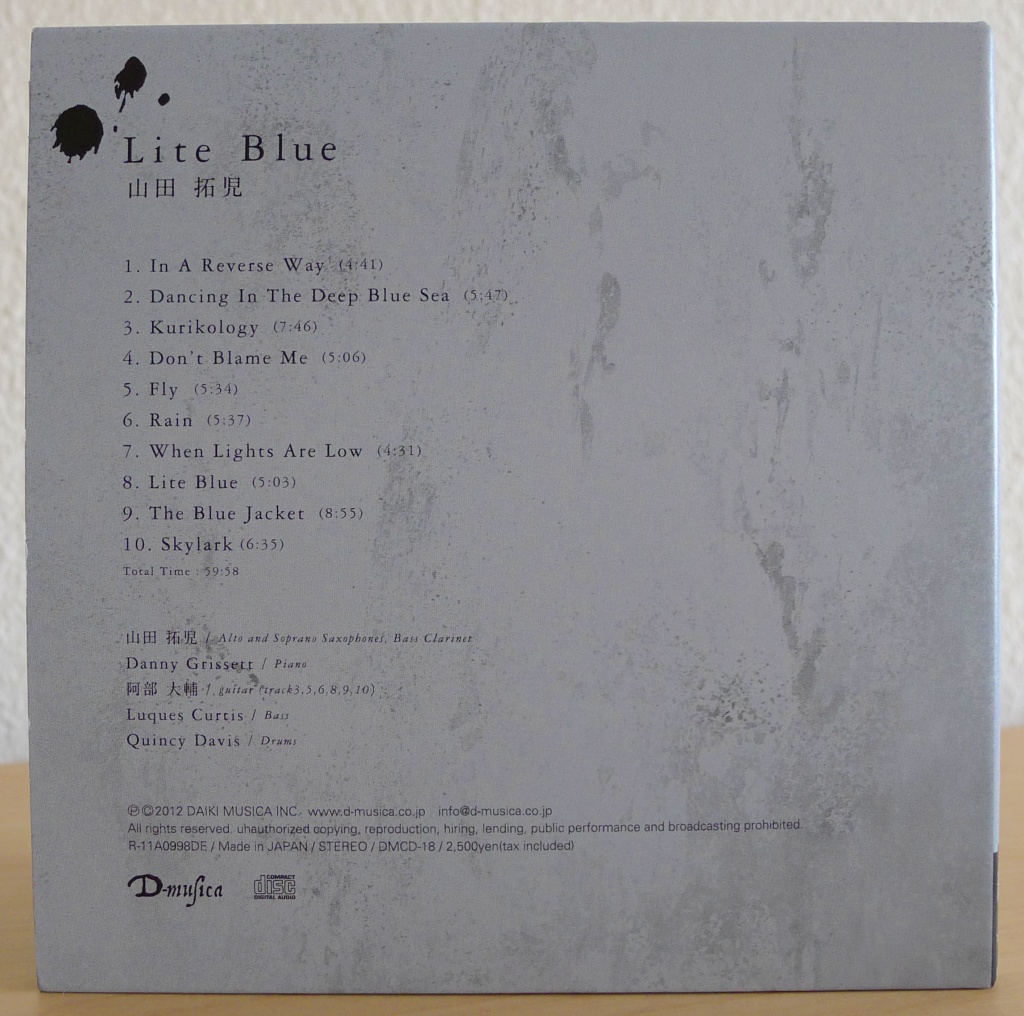 Lite Blue
山田 拓児
1. In A Reverse Way (4:41)
2. Dancing In The Deep Blue Sea (5:47)
3. Kurikology (7:46)
4. Don't Blame Me (5:06)
5. Fly (5:34)
6. Rain (5:37)
7. When Lights Are Low (4:31)
8. Lite Blue (5:03)
9. The Blue Jacket (8:55)
10. Skylark (6:35)
Total Time : 59:58
山田 拓児 / Alto and Soprano Saxophones, Bass Clarinet
Danny Grissett / Piano
阿部 大輔 / guitar (track3,5,6,8,9,10)
Luques Curtis / Bass
Quincy Davis / Drums
℗©2012 DAIKI MUSICA INC. www.d-musica.co.jp info@d-musica.co.jp
All rights reserved. uhauthorized copying, reproduction, hiring, lending, public performance and broadcasting prohibited.
R-11A0998DE / Made in JAPAN / STEREO / DMCD-18 / 2,500yen(tax included)
D-musica
COMPACT
disc
DIGITAL AUDIO